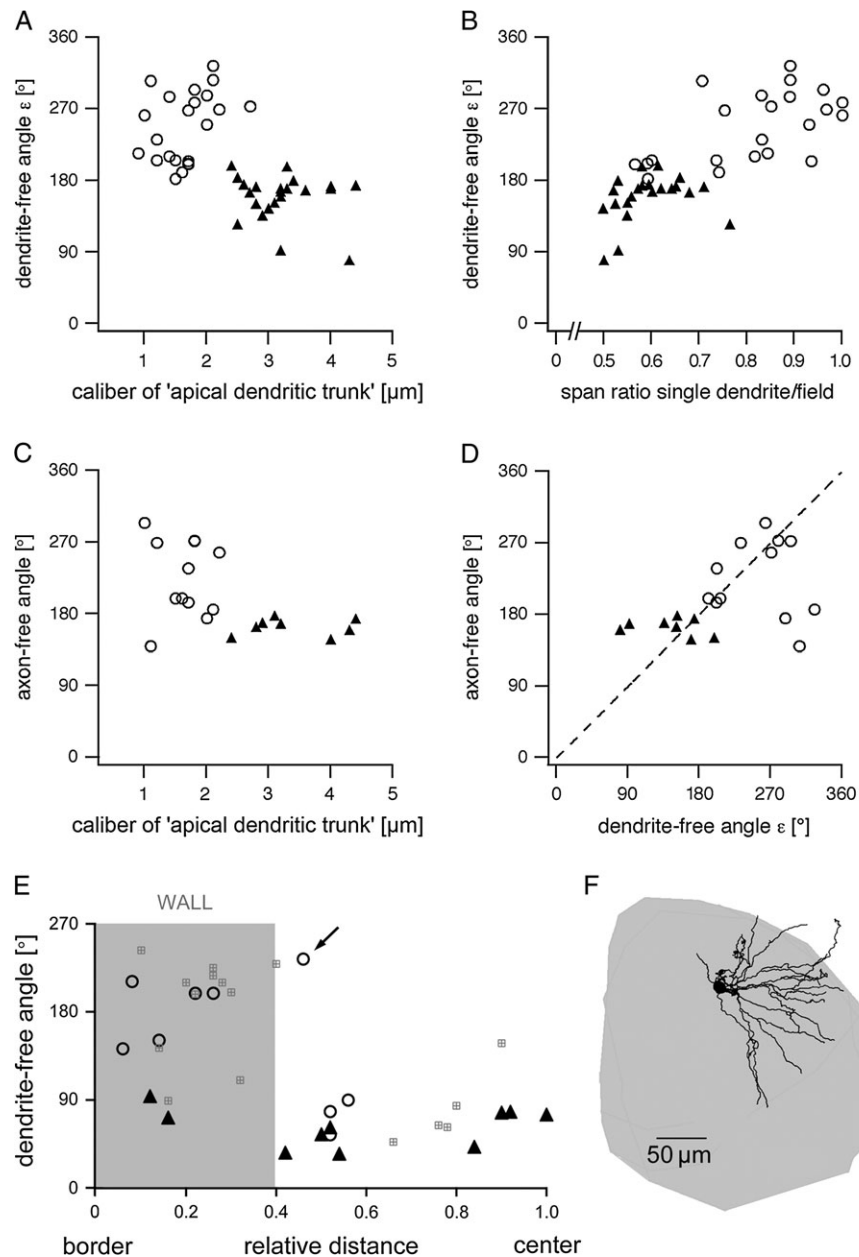 A
dendrite-free angle ε [°]
360
270
180
90
0
1 2 3 4 5
caliber of 'apical dendritic trunk' [µm]
B
dendrite-free angle ε [°]
360
270
180
90
0
0 0.5 0.6 0.7 0.8 0.9 1.0
span ratio single dendrite/field
C
axon-free angle [°]
360
270
180
90
0
1 2 3 4 5
caliber of 'apical dendritic trunk' [µm]
D
axon-free angle [°]
360
270
180
90
0
0 90 180 270 360
dendrite-free angle ε [°]
E
WALL
dendrite-free angle [°]
270
180
90
0
0 0.2 0.4 0.6 0.8 1.0
border relative distance center
F
50 µm